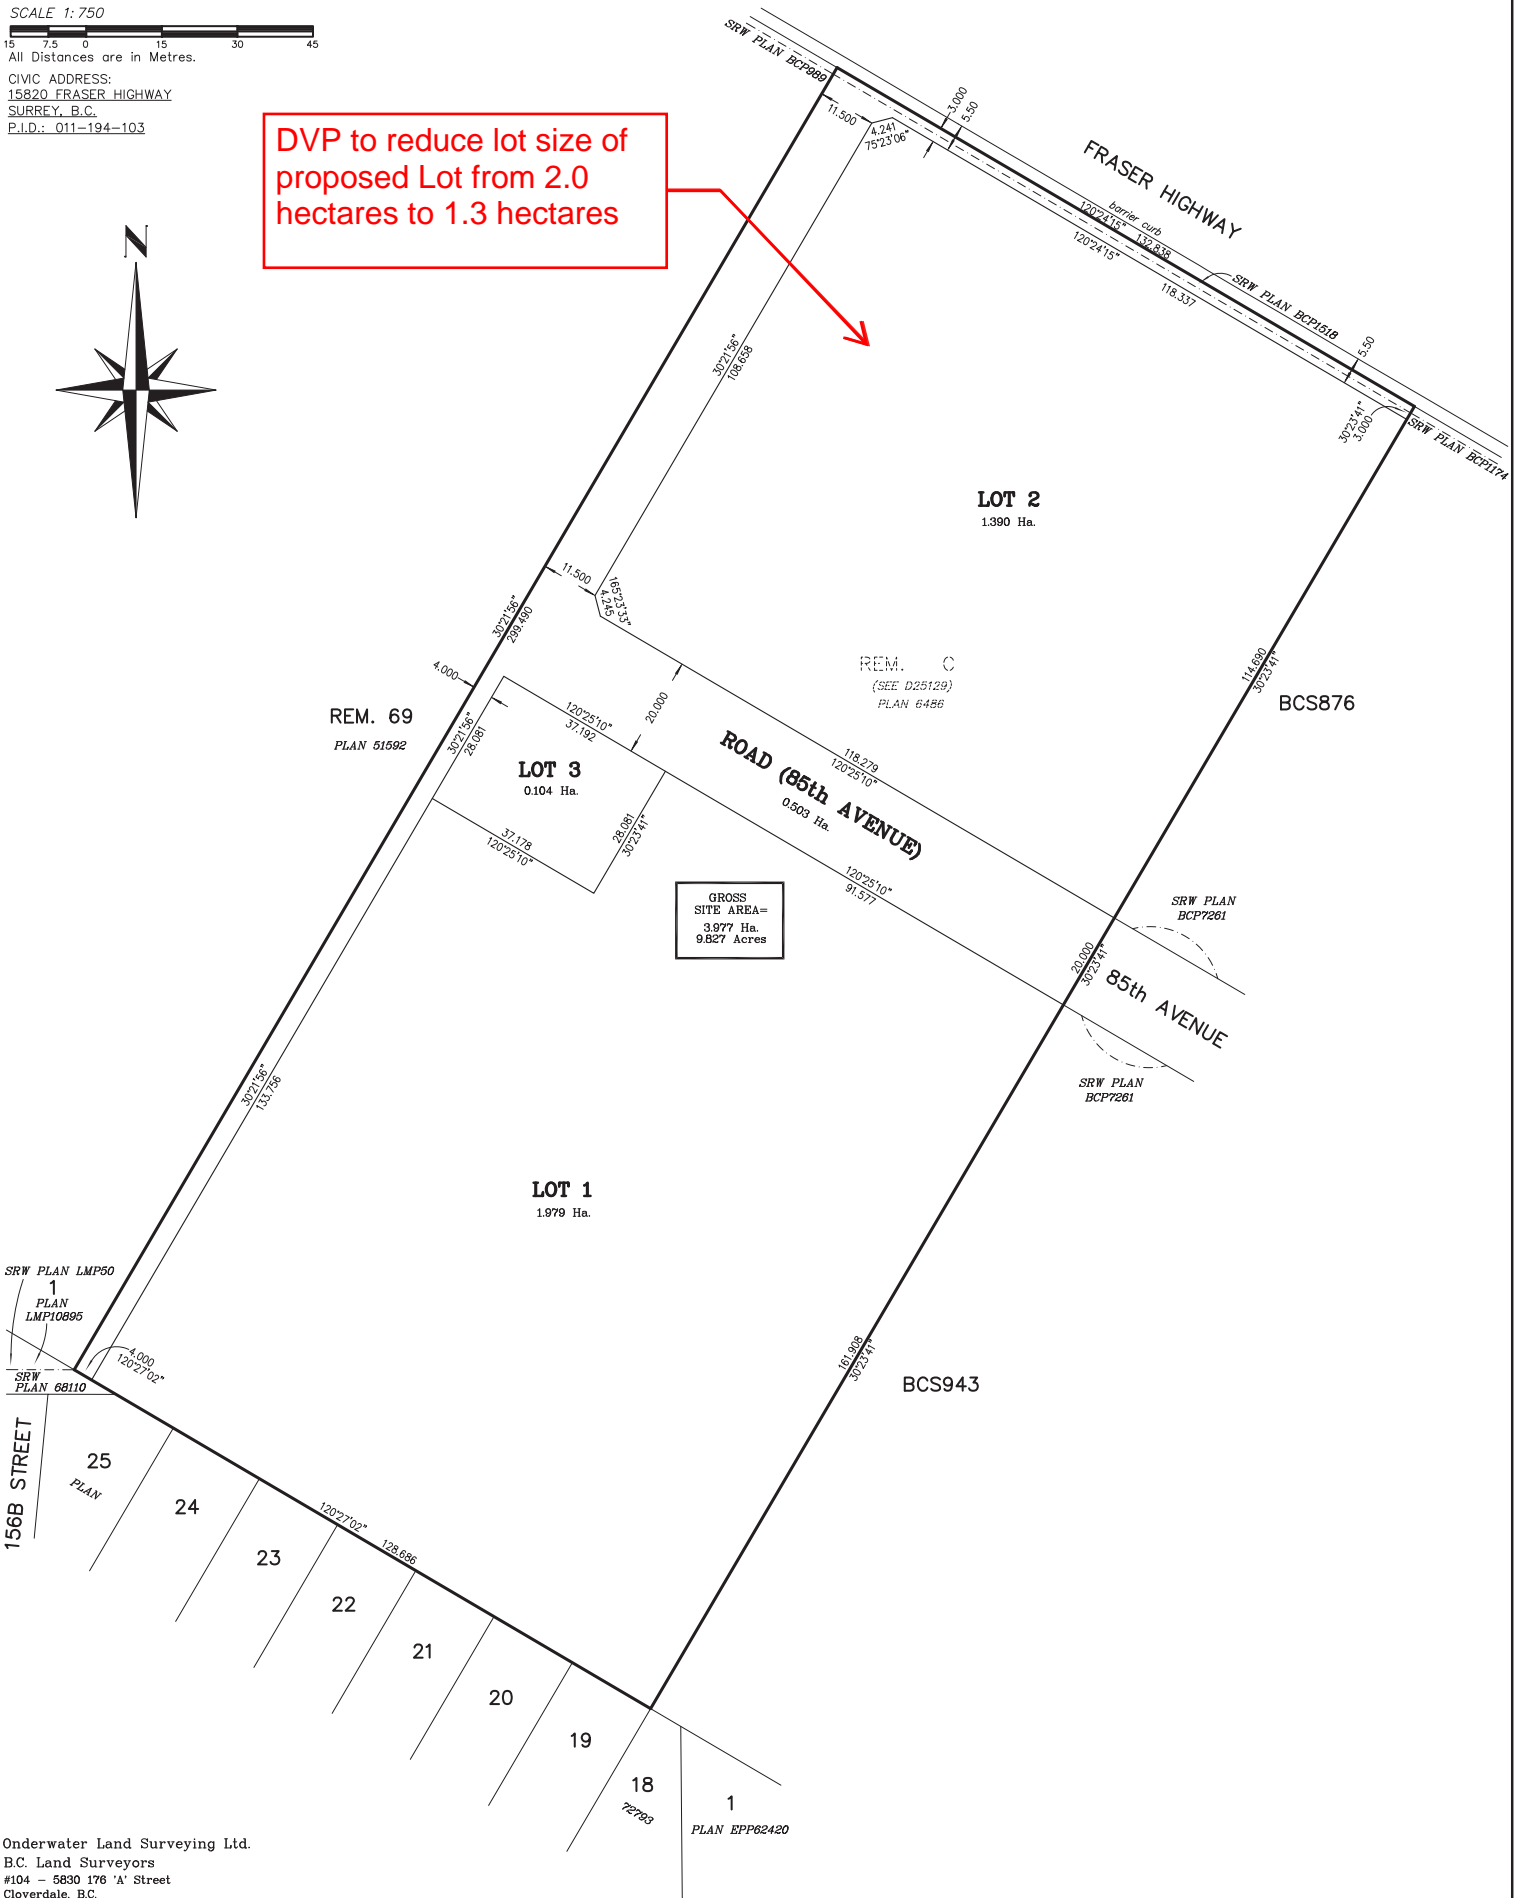 SCALE 1:750
15 7.5 0 15 30 45
All Distances are in Metres.
CIVIC ADDRESS:
15820 FRASER HIGHWAY
SURREY, B.C.
P.I.D.: 011-194-103
DVP to reduce lot size of
proposed Lot from 2.0
hectares to 1.3 hectares
N
SRW PLAN BCP989
11.500
4.241
75°23'06"
3.000
5.50
FRASER HIGHWAY
barrier curb
120°24'15" 132.838
120°24'15"
118.337
SRW PLAN BCP1518
5.50
30°23'41"
3.000
SRW PLAN BCP1174
30°21'56"
108.658
LOT 2
1.390 Ha.
11.500
165°23'33"
4.245
30°21'56"
299.490
4.000
REM. C
(SEE D25129)
PLAN 6486
114.690
30°23'41"
BCS876
REM. 69
PLAN 51592
30°21'56"
28.081
120°25'10"
37.192
20.000
LOT 3
0.104 Ha.
ROAD (85th AVENUE)
0.503 Ha.
118.279
120°25'10"
28.081
30°23'41"
37.178
120°25'10"
120°25'10"
91.577
GROSS
SITE AREA=
3.977 Ha.
9.827 Acres
SRW PLAN
BCP7261
20.000
30°23'41"
85th AVENUE
SRW PLAN
BCP7261
30°21'56"
133.756
LOT 1
1.979 Ha.
SRW PLAN LMP50
1
PLAN
LMP10895
4.000
120°27'02"
SRW
PLAN 68110
161.908
30°23'41"
BCS943
156B STREET
25
PLAN
24
120°27'02"
128.686
23
22
21
20
19
18
72793
1
PLAN EPP62420
Onderwater Land Surveying Ltd.
B.C. Land Surveyors
#104 - 5830 176 'A' Street
Cloverdale, B.C.